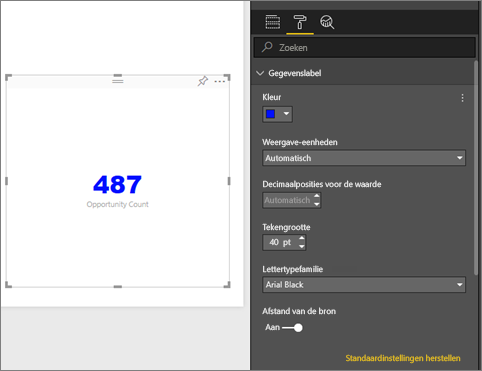 487
Opportunity Count
Zoeken
Gegevenslabel
Kleur
Weergave-eenheden
Automatisch
Decimaalposities voor de waarde
Automatisch
Tekengrootte
40 pt
Lettertypefamilie
Arial Black
Afstand van de bron
Aan
Standaardinstellingen herstellen